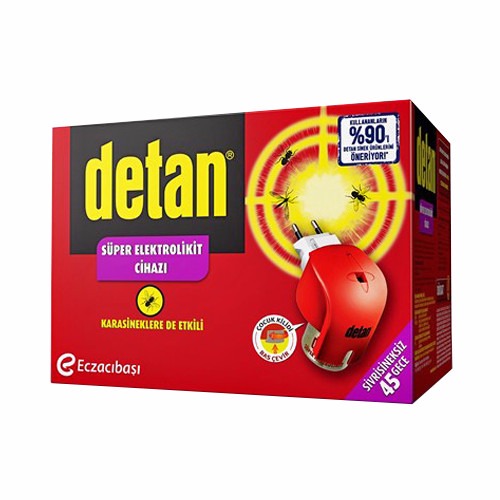 detan®
SÜPER ELEKTROLİKİT
CİHAZI
KARASİNEKLERE DE ETKİLİ
Eczacıbaşı
KULLANANLARIN
%90'I
DETAN SİNEK ÜRÜNLERİNİ
ÖNERİYOR!
ÇOCUK KİLİDİ
BAS ÇEVİR
detan
SİVRİSİNEKSİZ
45 GECE